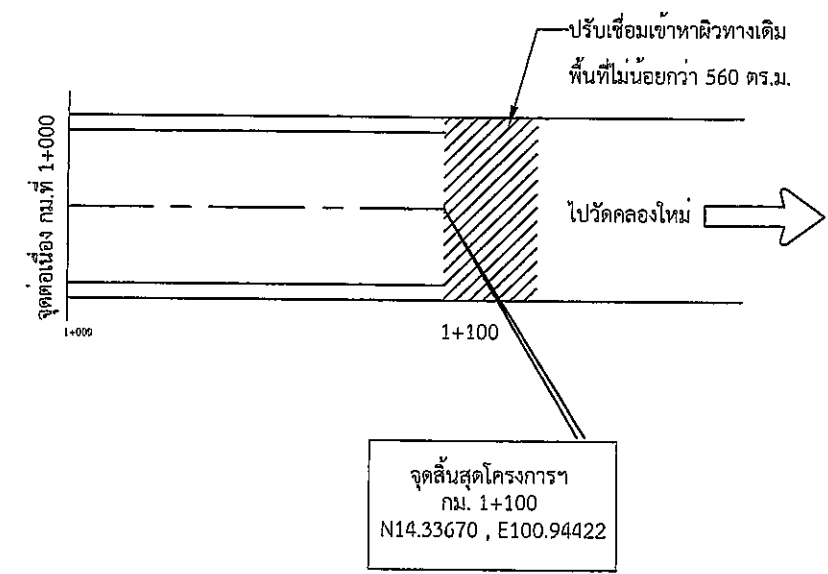 ปรับเชื่อมเข้าหาผิวทางเดิม
พื้นที่ไม่น้อยกว่า 560 ตร.ม.
จุดต่อเนื่อง กม.ที่ 1+000
ไปวัดคลองใหม่
1+000
1+100
จุดสิ้นสุดโครงการฯ
กม. 1+100
N14.33670 , E100.94422